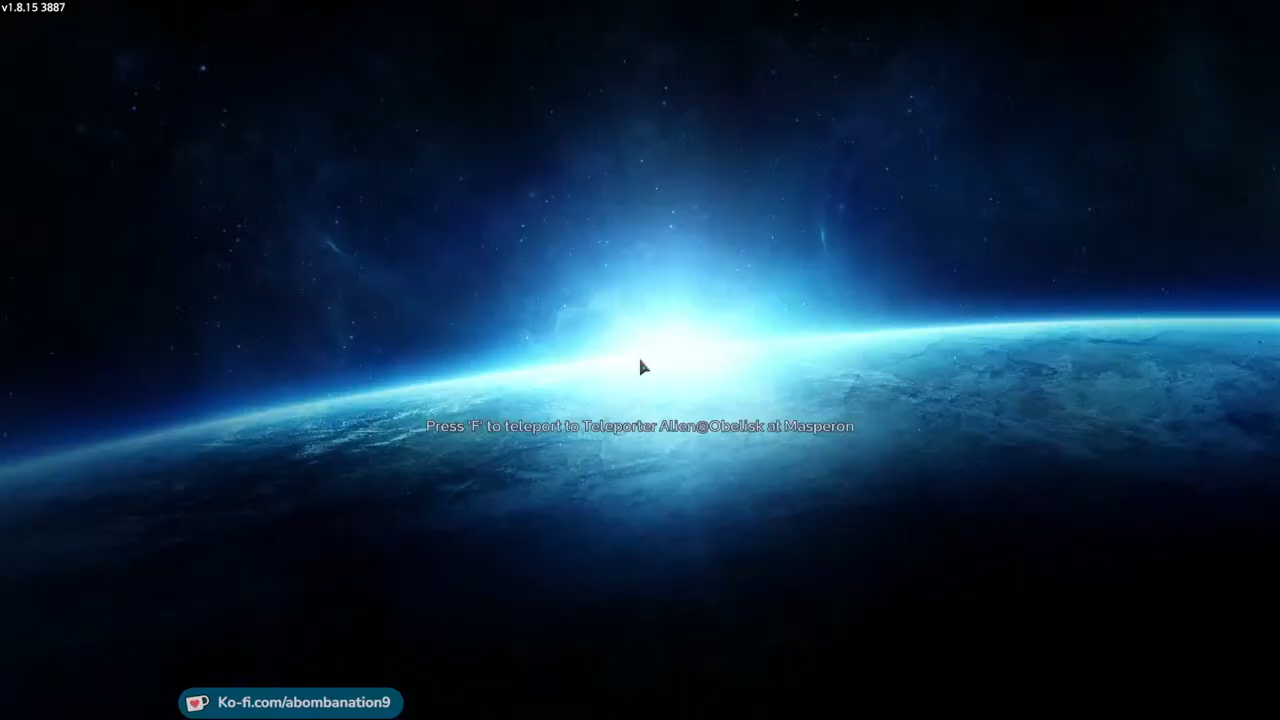 v1.8.15 3887
Press 'F' to teleport to Teleporter Alien@Obelisk at Masperon
Ko-fi.com/abombanation9